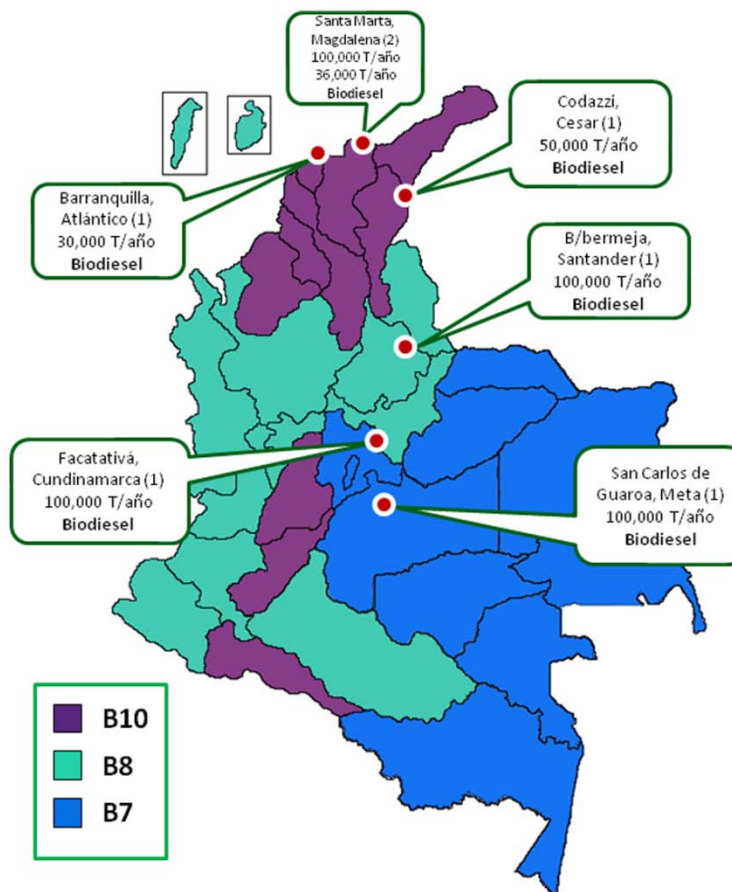 Santa Marta,
Magdalena (2)
100,000 T/año
36,000 T/año
Biodiesel
Codazzi,
Cesar (1)
50,000 T/año
Biodiesel
Barranquilla,
Atlántico (1)
30,000 T/año
Biodiesel
B/bermeja,
Santander (1)
100,000 T/año
Biodiesel
Facatativá,
Cundinamarca (1)
100,000 T/año
Biodiesel
San Carlos de
Guaroa, Meta (1)
100,000 T/año
Biodiesel
B10
B8
B7